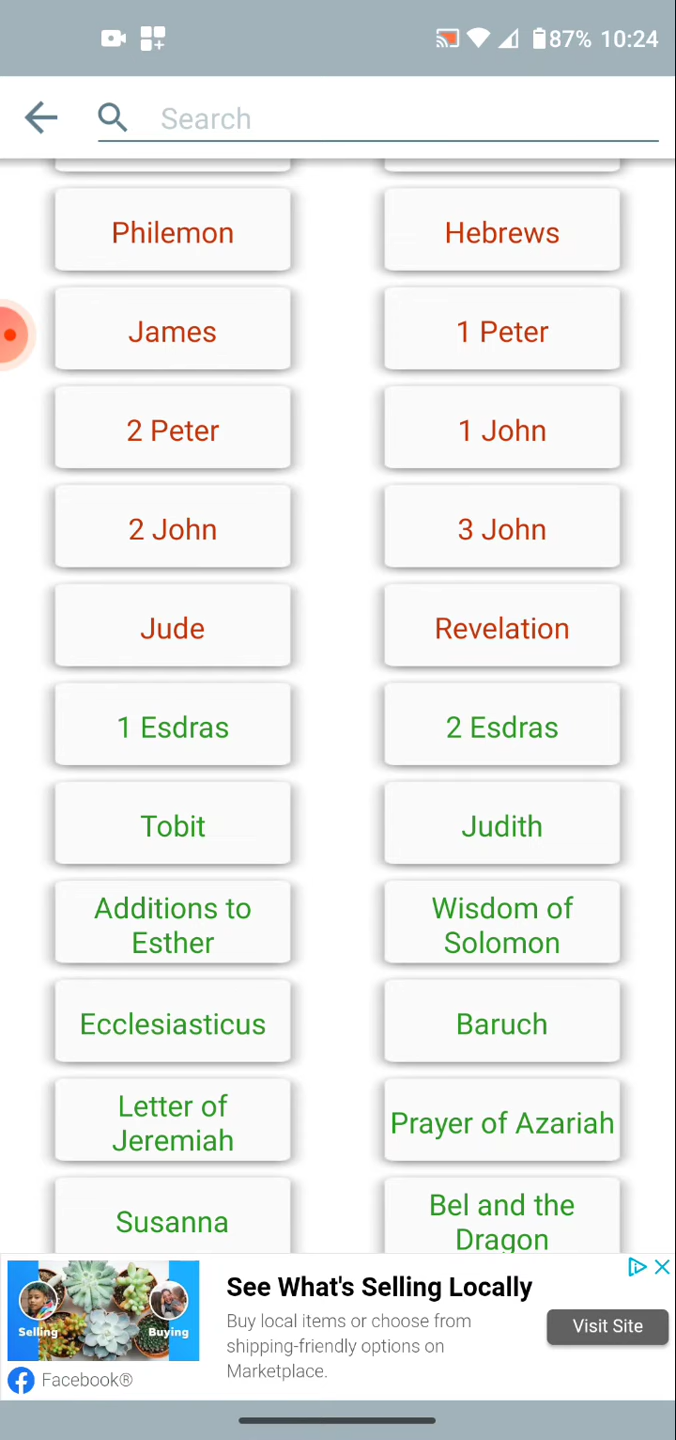 87% 10:24
Search
Philemon
Hebrews
James
1 Peter
2 Peter
1 John
2 John
3 John
Jude
Revelation
1 Esdras
2 Esdras
Tobit
Judith
Additions to
Esther
Wisdom of
Solomon
Ecclesiasticus
Baruch
Letter of
Jeremiah
Prayer of Azariah
Susanna
Bel and the
Dragon
Selling
Buying
Facebook®
See What's Selling Locally
Buy local items or choose from
shipping-friendly options on
Marketplace.
Visit Site